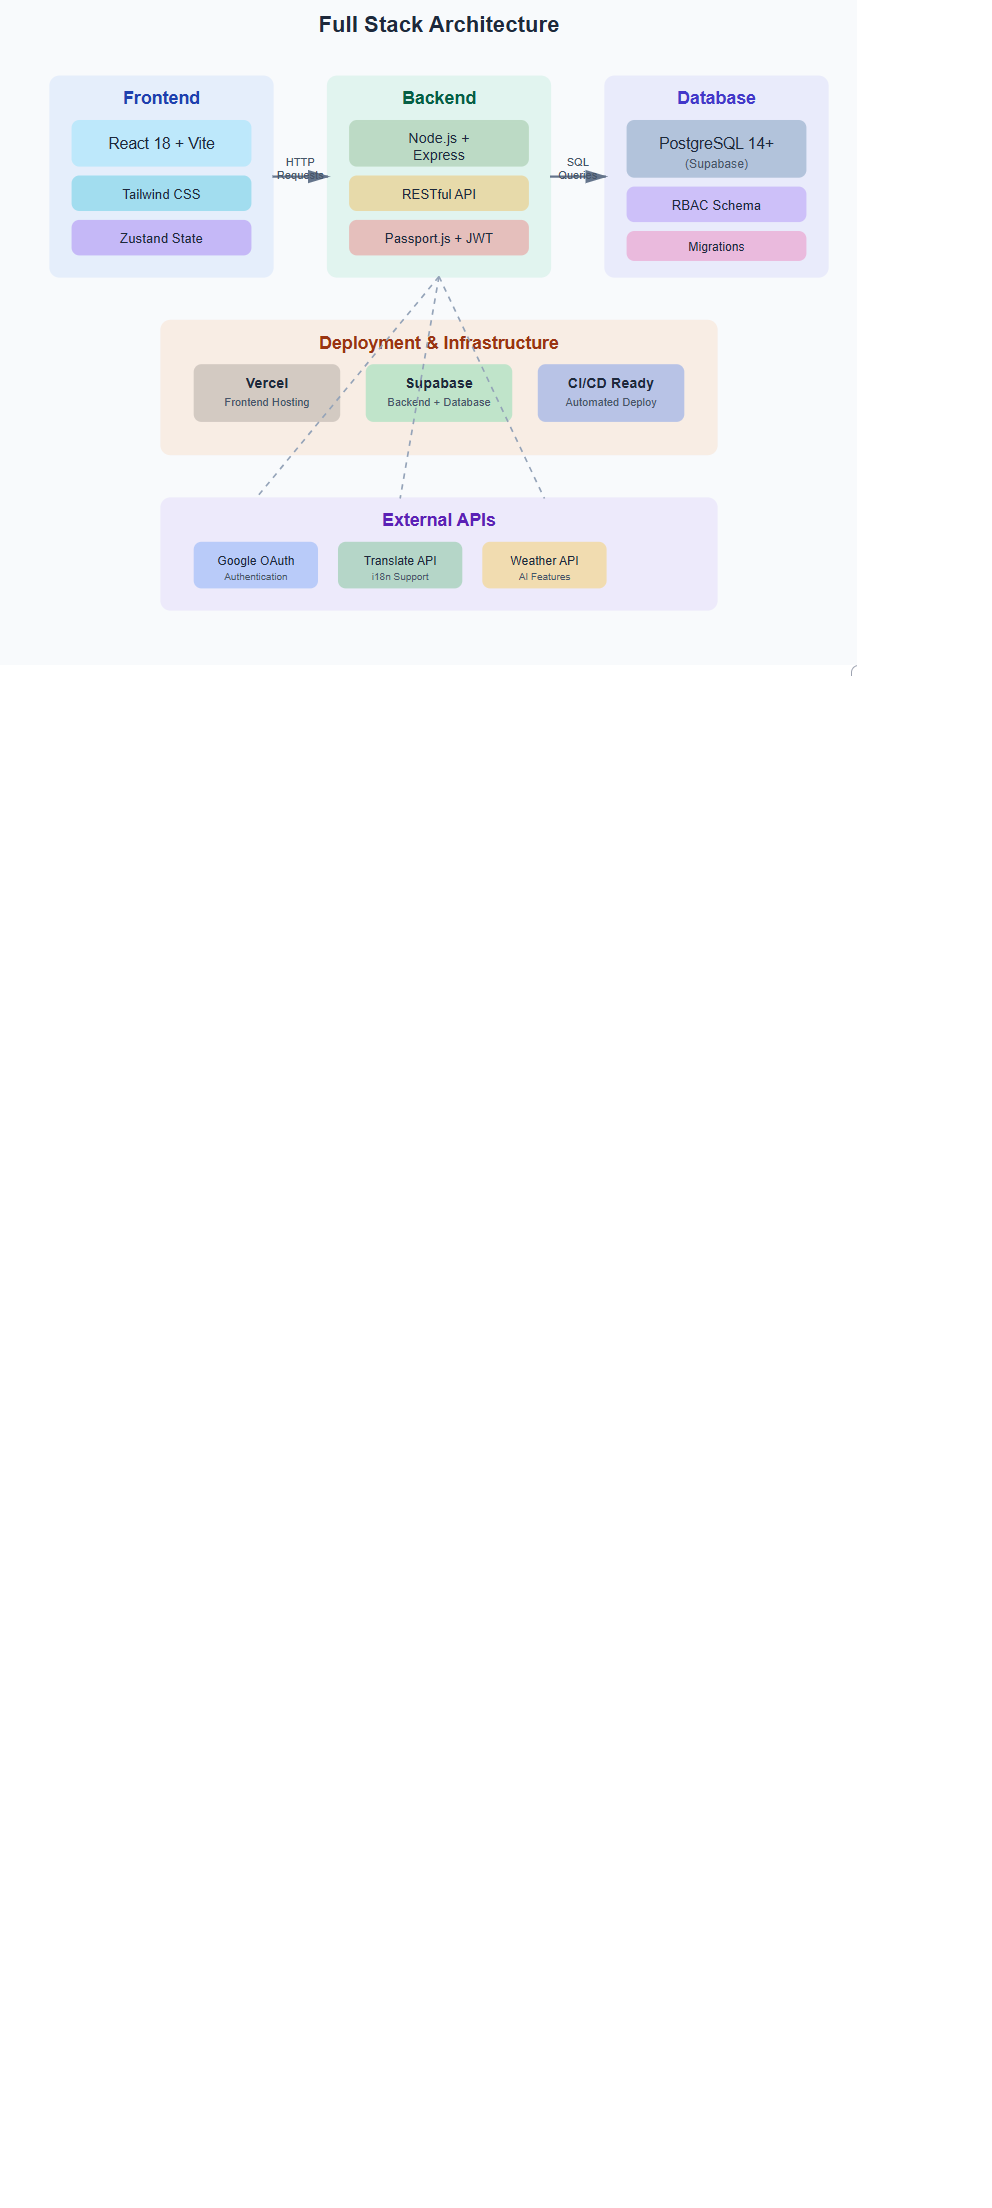 Full Stack Architecture
Frontend
React 18 + Vite
Tailwind CSS
Zustand State
HTTP
Requests
Backend
Node.js +
Express
RESTful API
Passport.js + JWT
SQL
Queries
Database
PostgreSQL 14+
(Supabase)
RBAC Schema
Migrations
Deployment & Infrastructure
Vercel
Frontend Hosting
Supabase
Backend + Database
CI/CD Ready
Automated Deploy
External APIs
Google OAuth
Authentication
Translate API
i18n Support
Weather API
AI Features